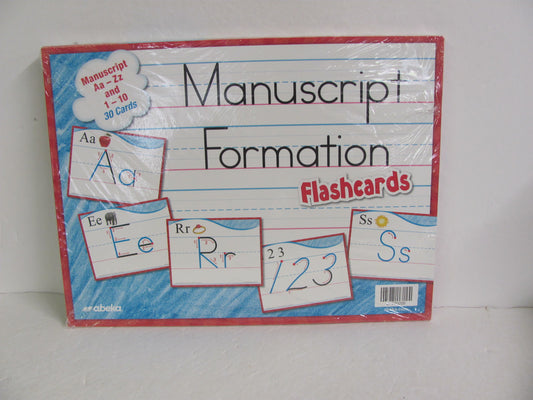 Manuscript
Aa – Zz
and
1 – 10
30 Cards
Manuscript
Formation
Flashcards
Aa
Aa
Ee
Ee
Rr
Rr
2 3
123
Ss
Ss
abeka